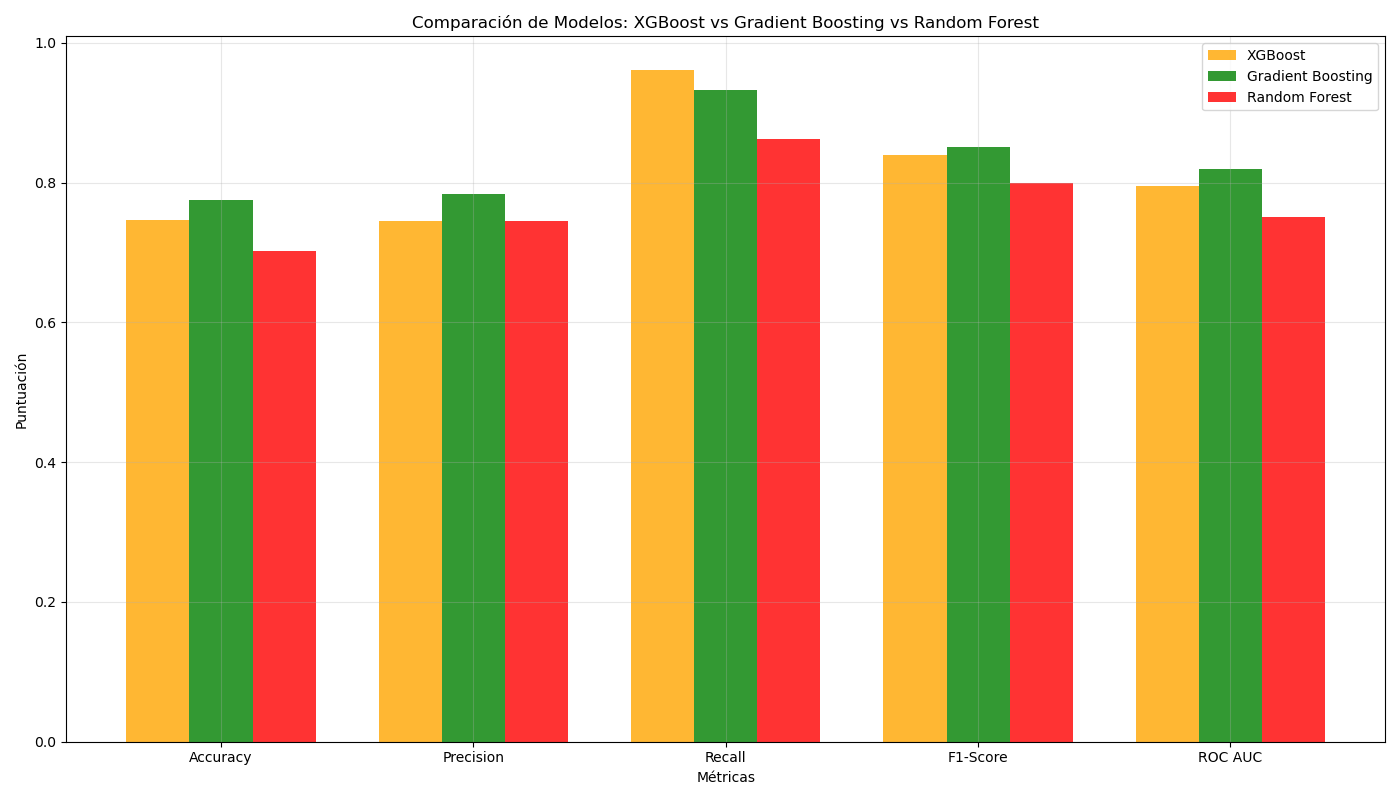 Comparación de Modelos: XGBoost vs Gradient Boosting vs Random Forest
XGBoost
Gradient Boosting
Random Forest
Puntuación
1.0
0.8
0.6
0.4
0.2
0.0
Accuracy
Precision
Recall
F1-Score
ROC AUC
Métricas